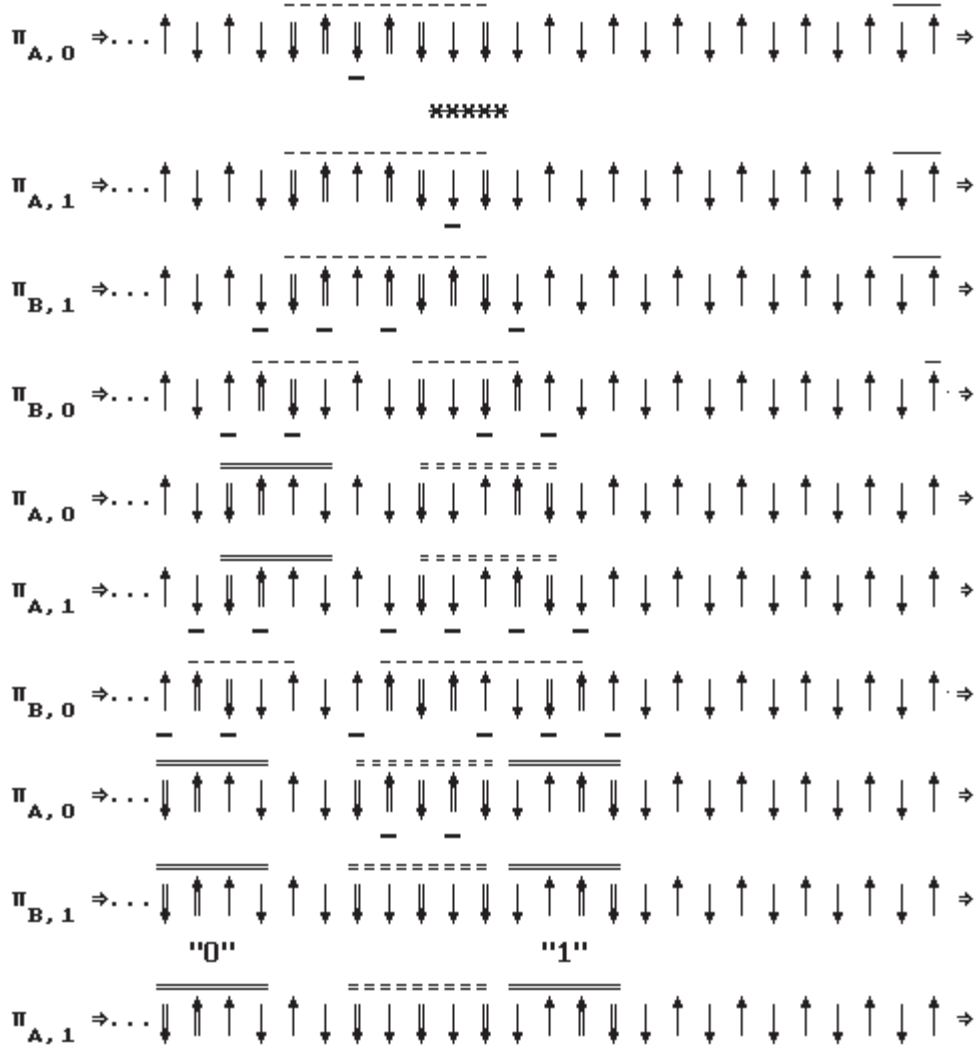 π A, 0 ⇒...⇒
*****
π A, 1 ⇒...⇒
π B, 1 ⇒...⇒
π B, 0 ⇒...⇒
π A, 0 ⇒...⇒
π A, 1 ⇒...⇒
π B, 0 ⇒...⇒
π A, 0 ⇒...⇒
π B, 1 ⇒...⇒
"0" "1"
π A, 1 ⇒...⇒